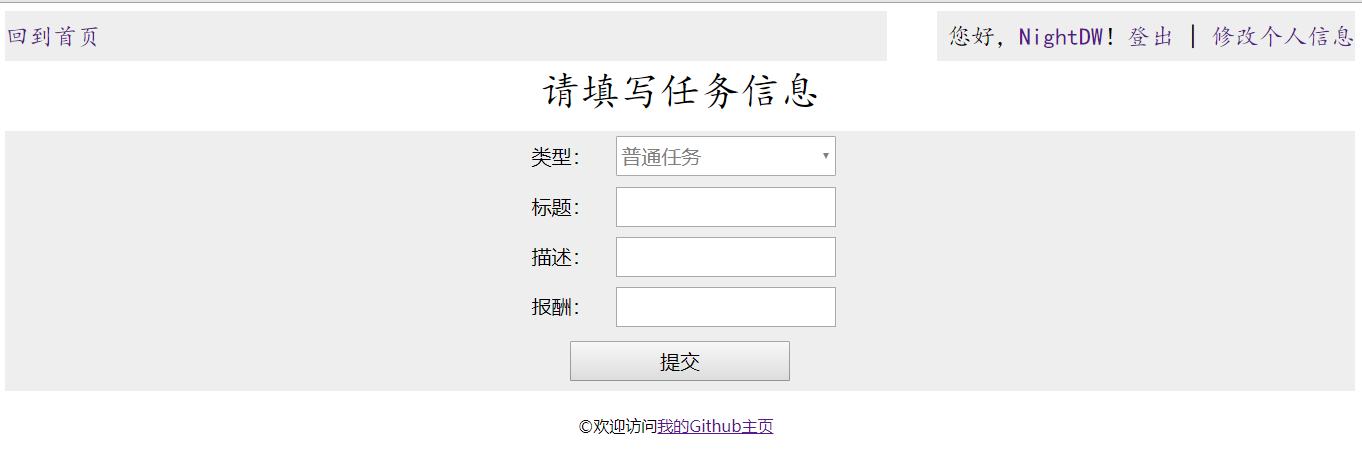 回到首页
您好，NightDW！登出 | 修改个人信息
请填写任务信息
类型： 普通任务
标题：
描述：
报酬：
提交
©欢迎访问我的Github主页